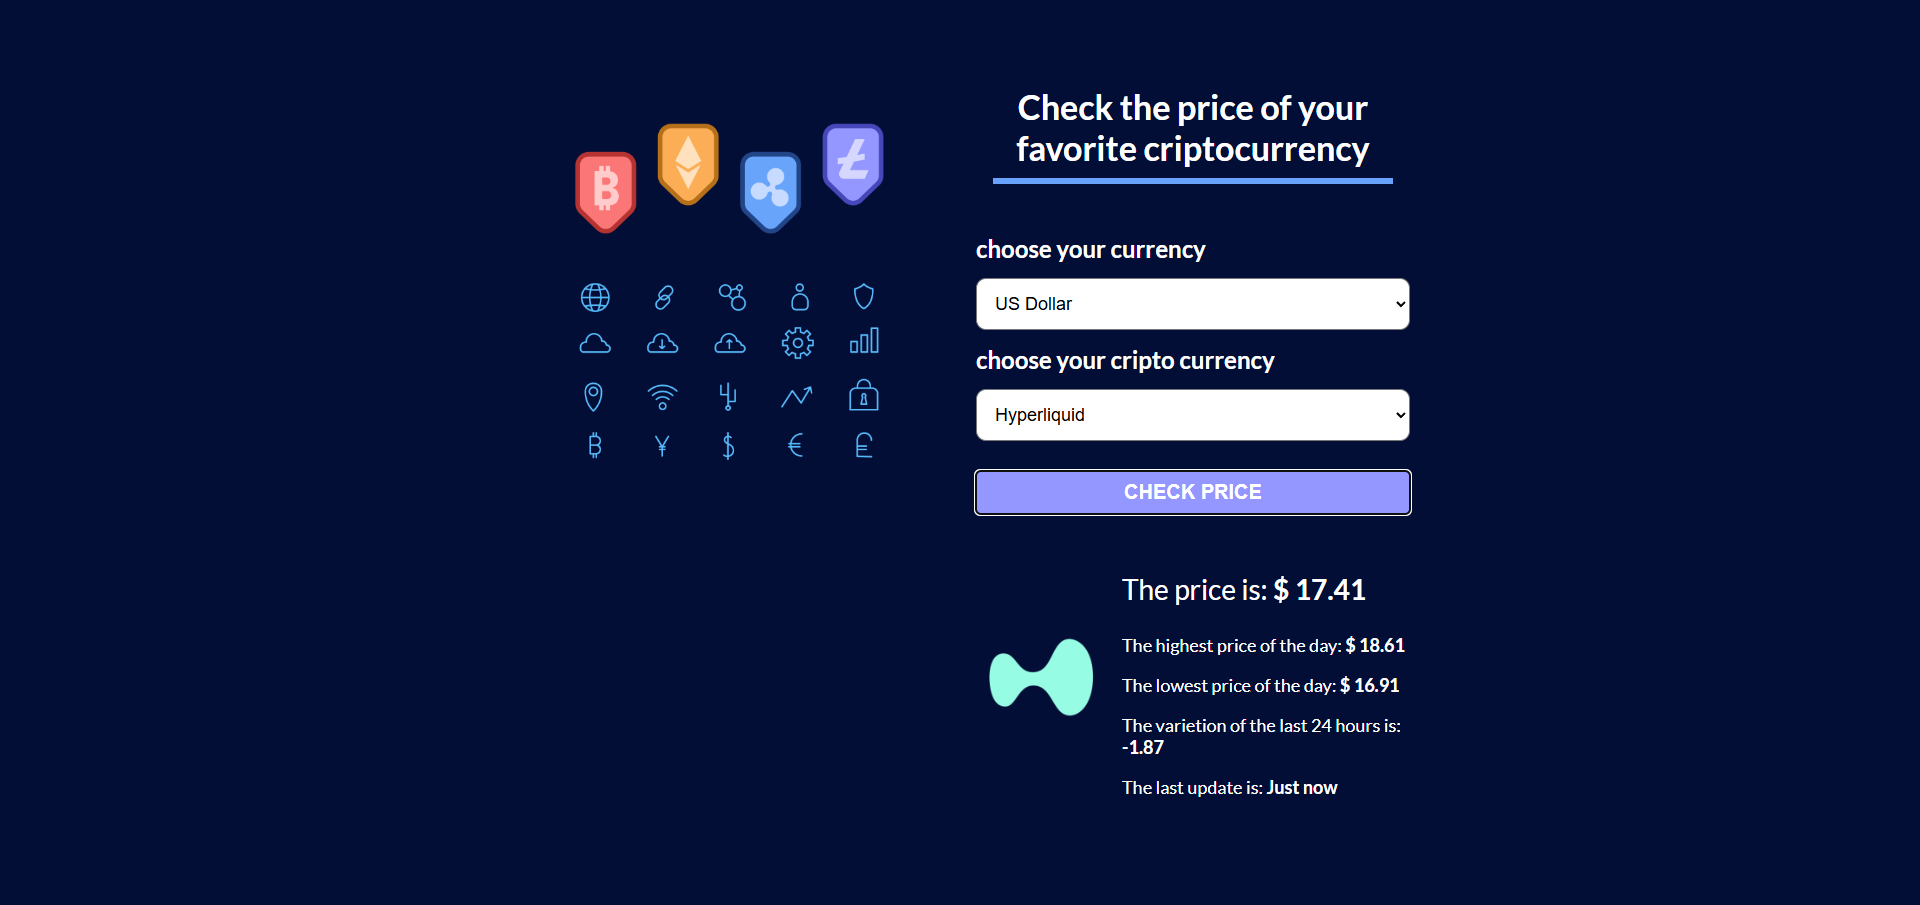 Check the price of your
favorite criptocurrency
choose your currency
US Dollar
choose your cripto currency
Hyperliquid
CHECK PRICE
The price is: $ 17.41
The highest price of the day: $ 18.61
The lowest price of the day: $ 16.91
The varietion of the last 24 hours is:
-1.87
The last update is: Just now